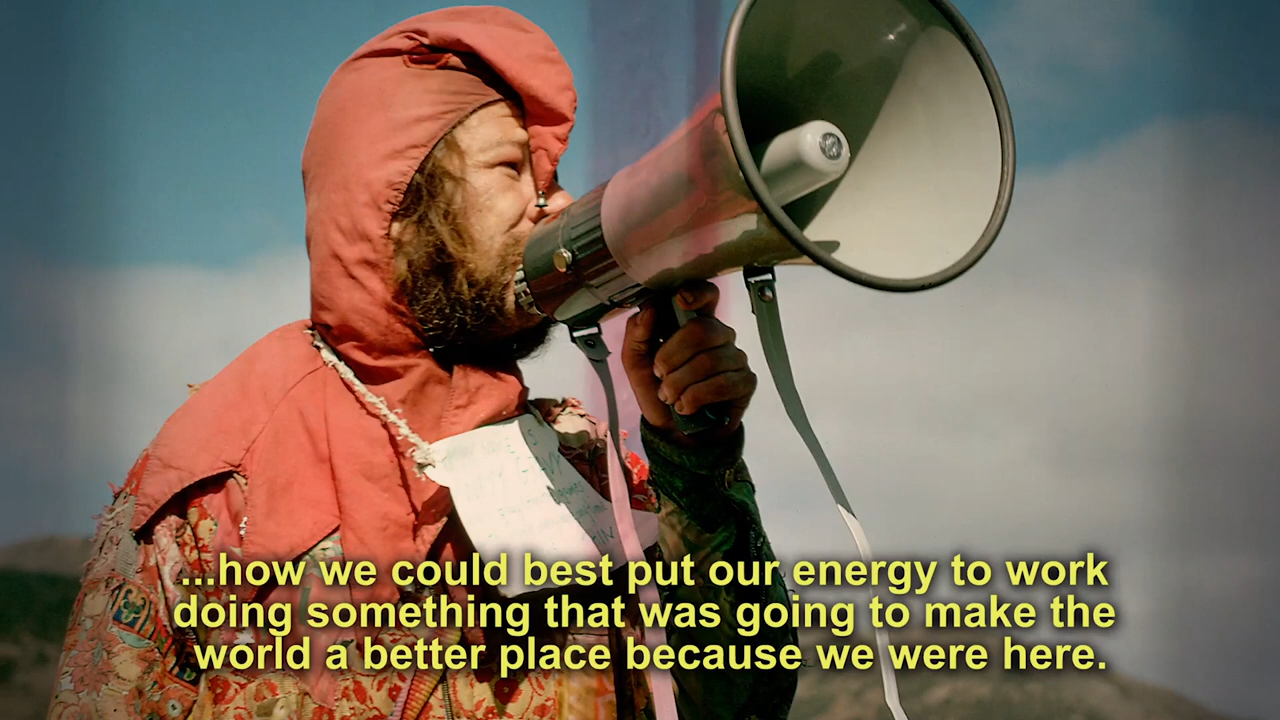 ...how we could best put our energy to work
doing something that was going to make the
world a better place because we were here.